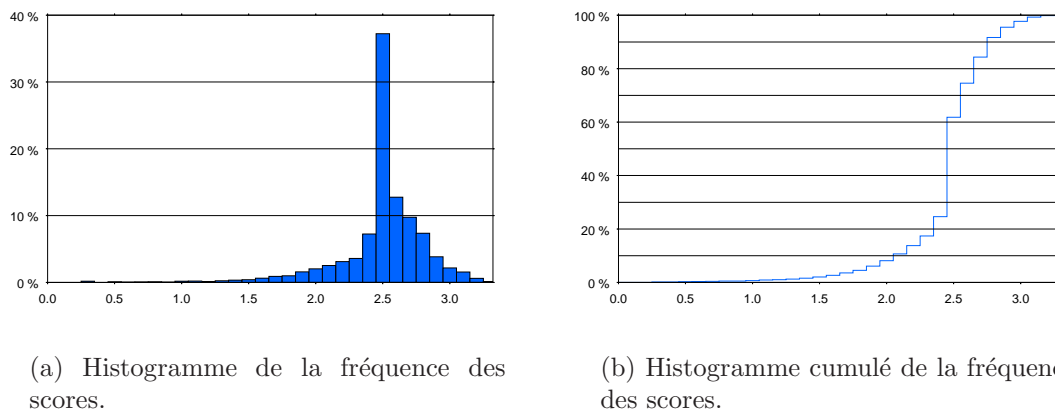 40 %
30 %
20 %
10 %
0 %
0.0 0.5 1.0 1.5 2.0 2.5 3.0
(a) Histogramme de la fréquence des
scores.
100 %
80 %
60 %
40 %
20 %
0 %
0.0 0.5 1.0 1.5 2.0 2.5 3.0
(b) Histogramme cumulé de la
des scores.